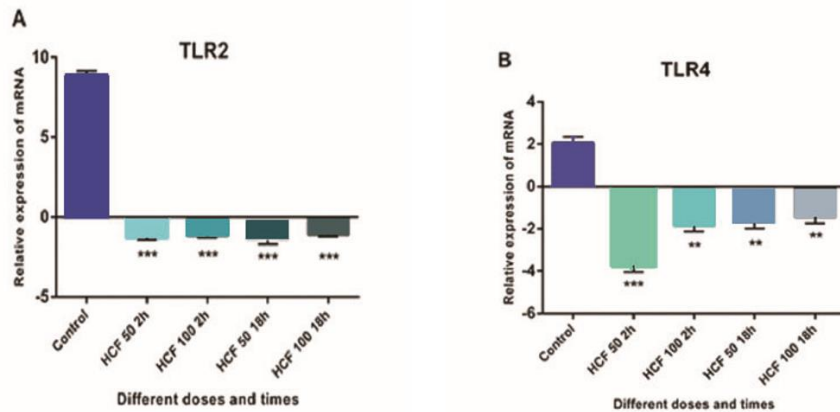 A
TLR2
Relative expression of mRNA
10
5
0
-5
***
***
***
***
Control
HCF 50 2h
HCF 100 2h
HCF 50 18h
HCF 100 18h
Different doses and times
B
TLR4
Relative expression of mRNA
4
2
0
-2
-4
-6
***
**
**
**
Control
HCF 50 2h
HCF 100 2h
HCF 50 18h
HCF 100 18h
Different doses and times